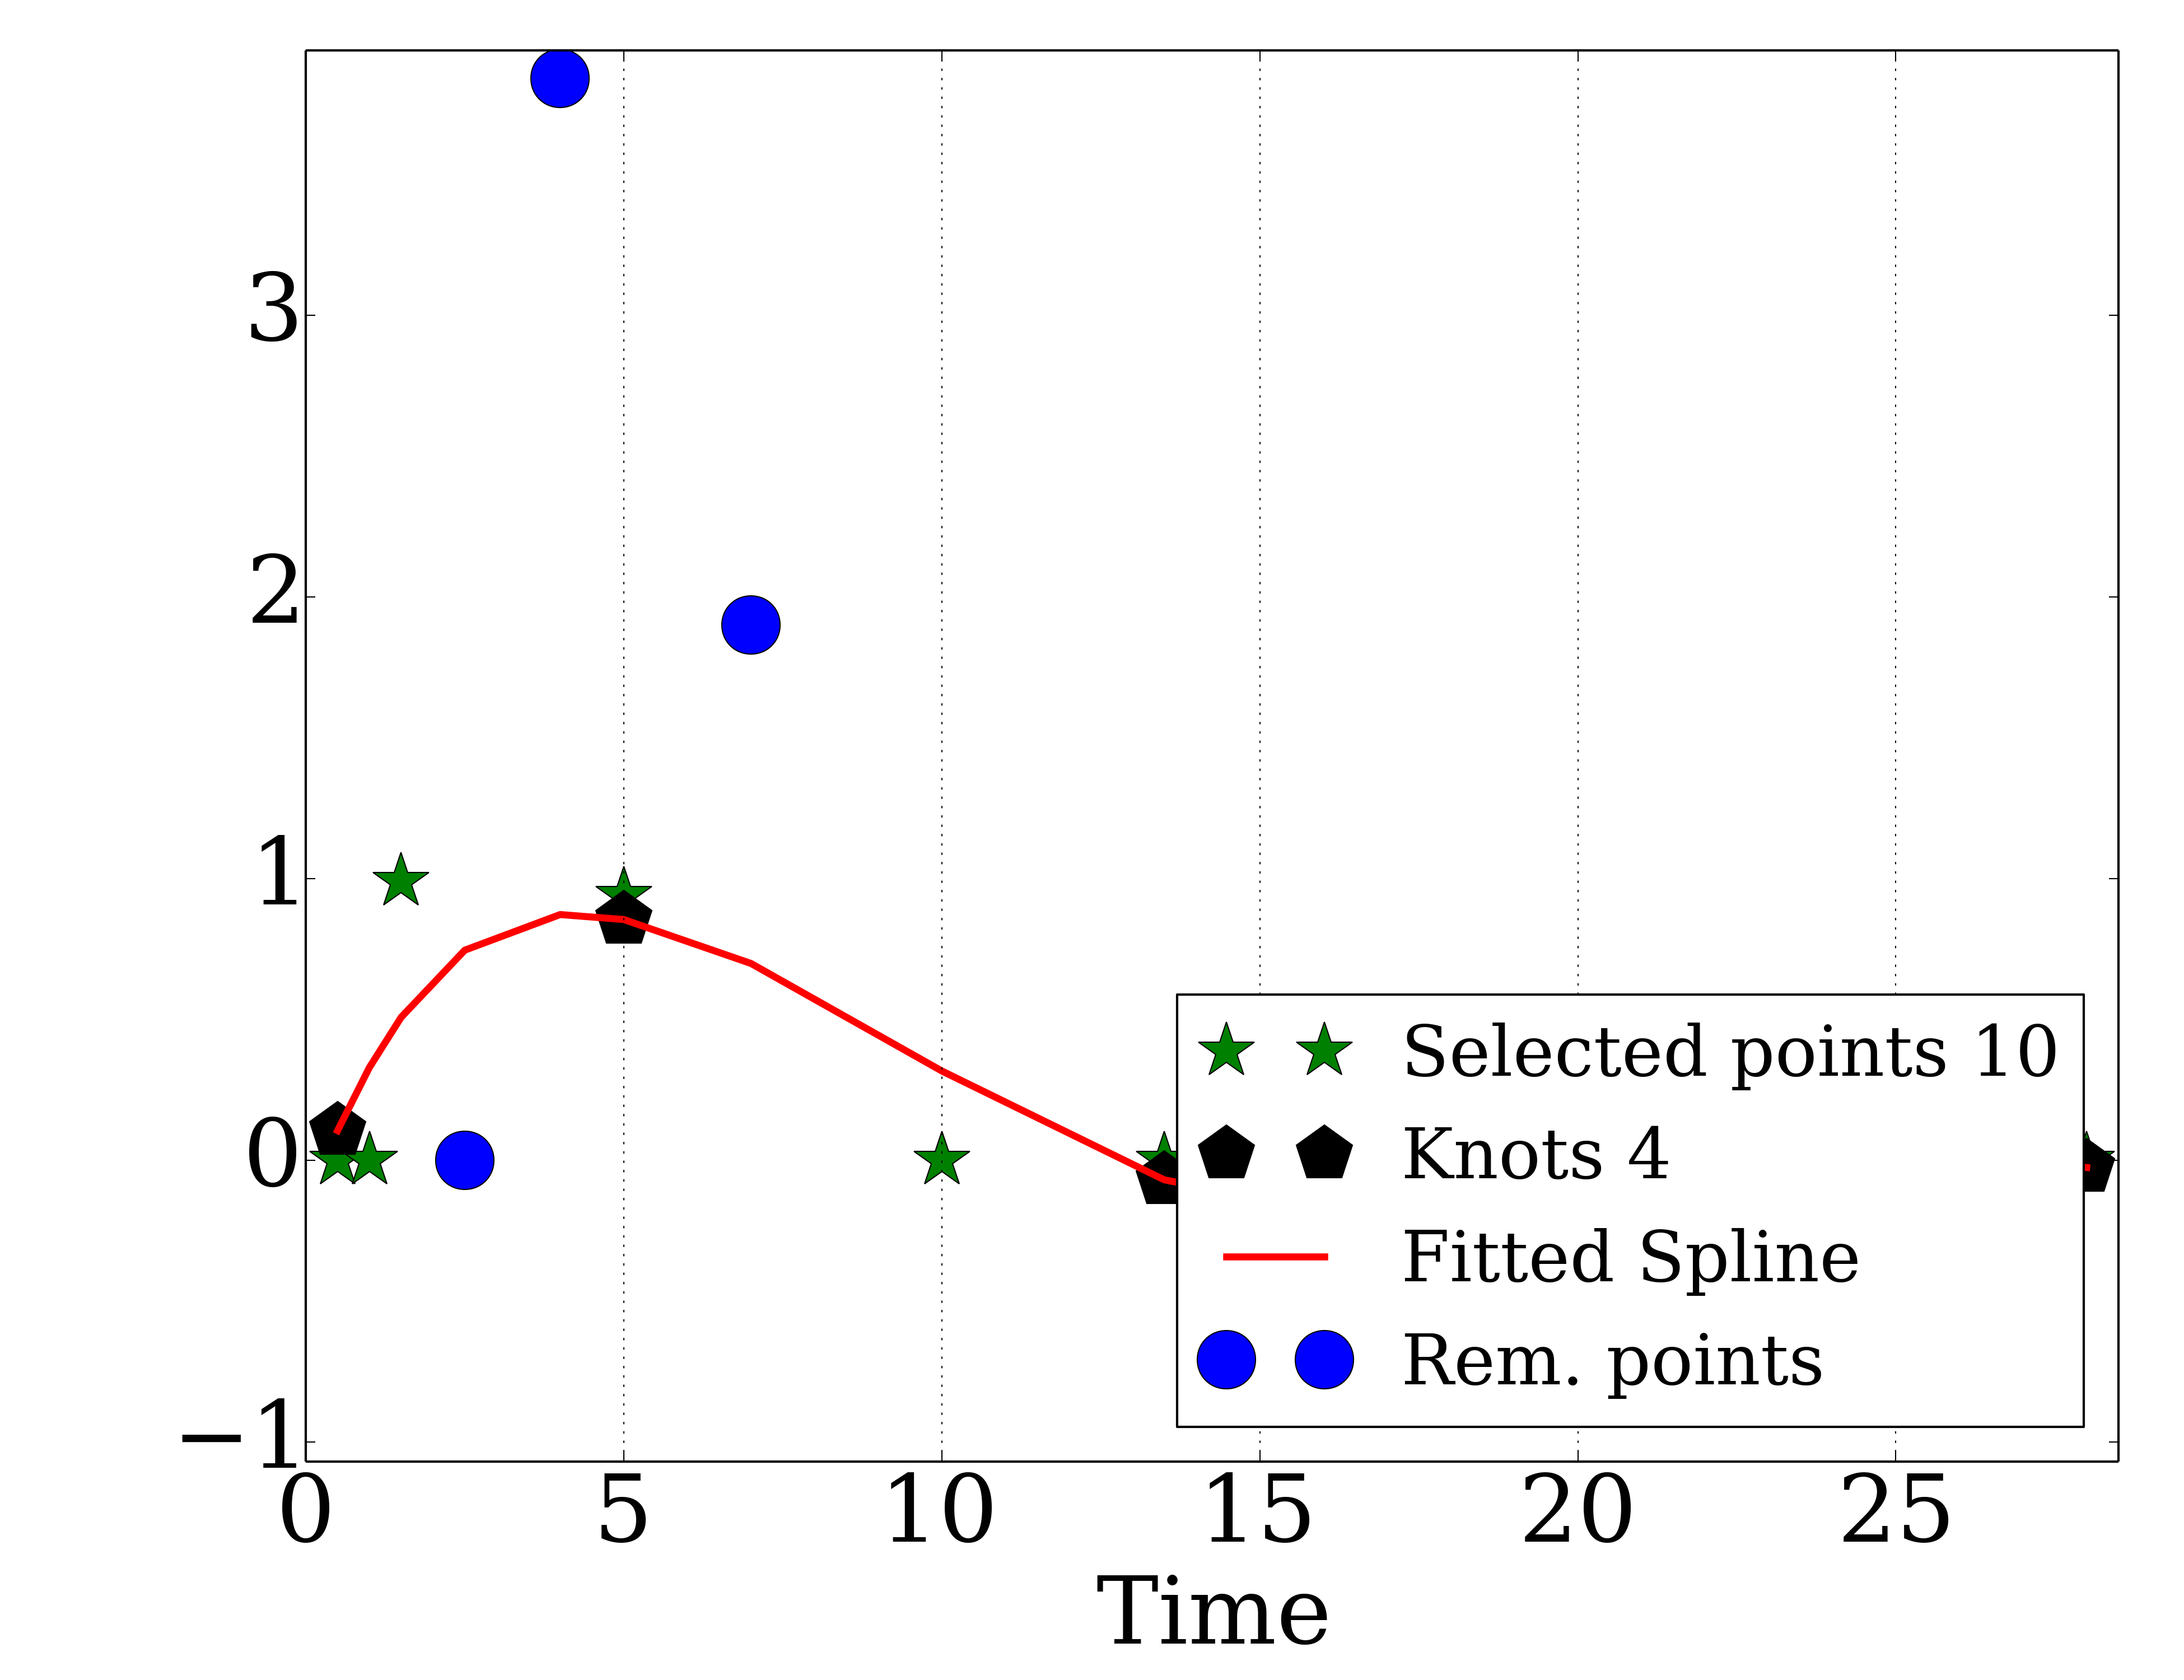 3
2
1
0
−1
0 5 10 15 20 25
Time
Selected points 10
Knots 4
Fitted Spline
Rem. points